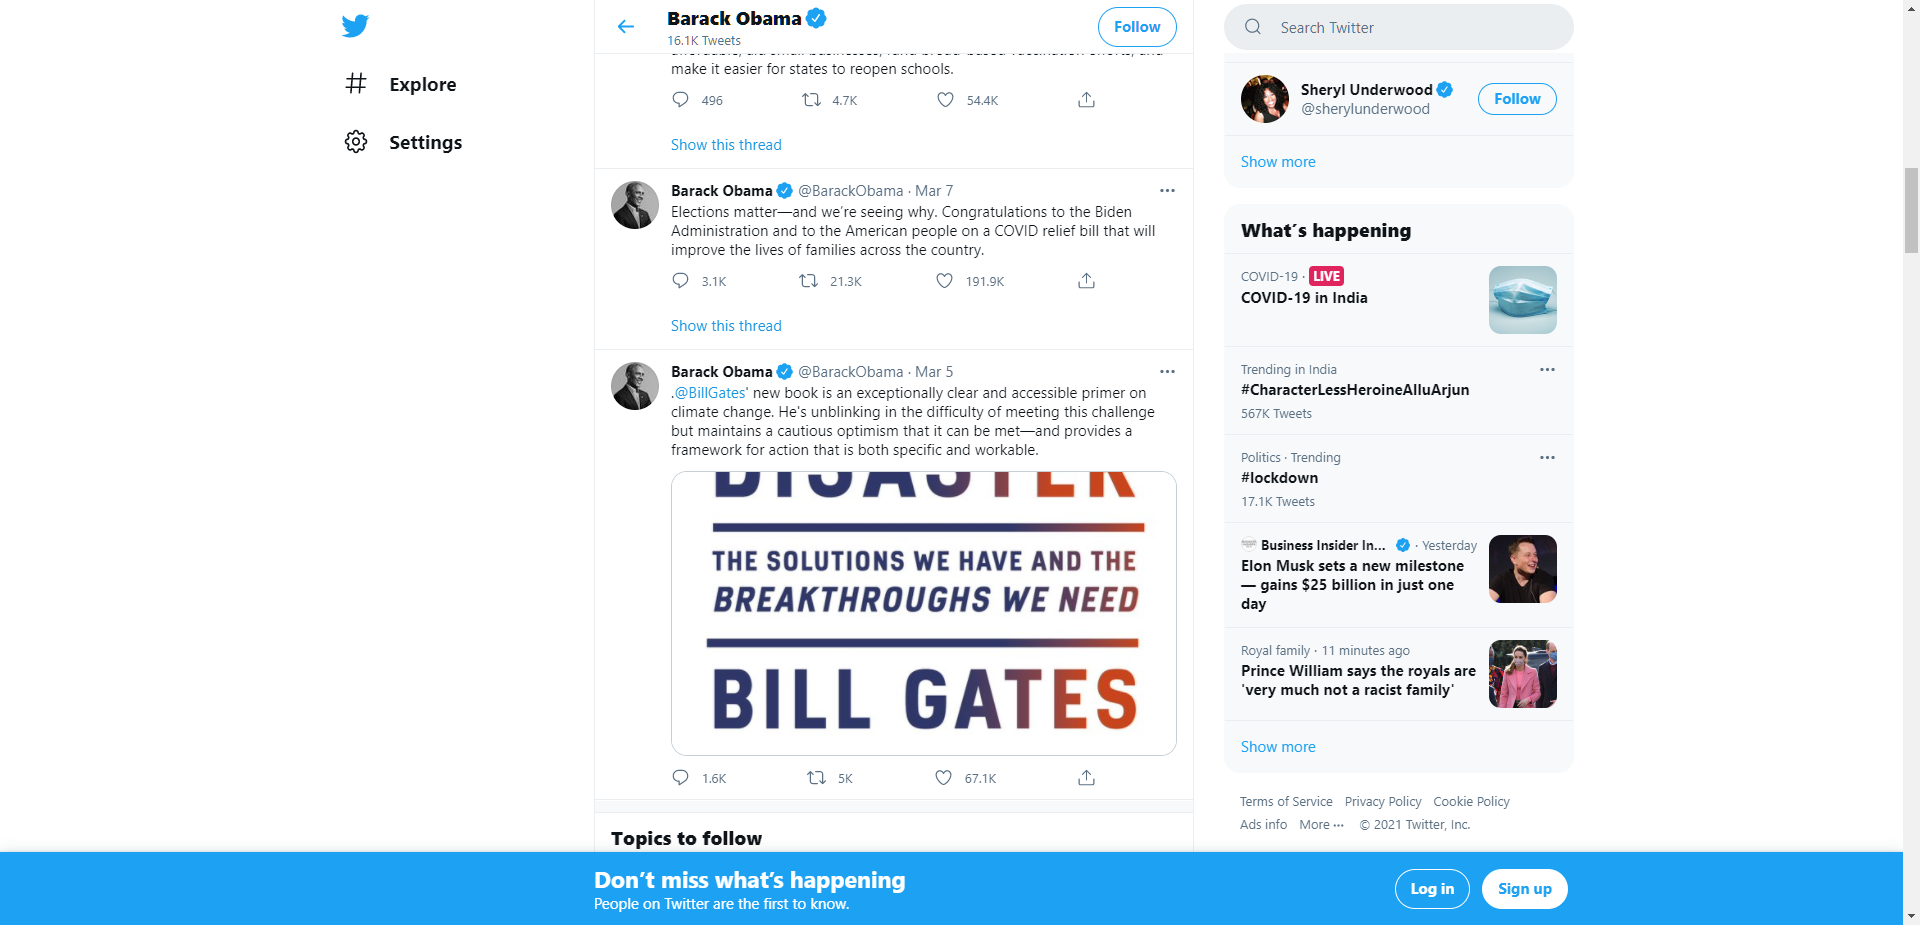 Explore
Settings
Barack Obama
16.1K Tweets
Follow
make it easier for states to reopen schools.
496 4.7K 54.4K
Show this thread
Barack Obama @BarackObama · Mar 7
Elections matter—and we're seeing why. Congratulations to the Biden
Administration and to the American people on a COVID relief bill that will
improve the lives of families across the country.
3.1K 21.3K 191.9K
Show this thread
Barack Obama @BarackObama · Mar 5
.@BillGates' new book is an exceptionally clear and accessible primer on
climate change. He's unblinking in the difficulty of meeting this challenge
but maintains a cautious optimism that it can be met—and provides a
framework for action that is both specific and workable.
DISASTER
THE SOLUTIONS WE HAVE AND THE
BREAKTHROUGHS WE NEED
BILL GATES
1.6K 5K 67.1K
Topics to follow
Search Twitter
Sheryl Underwood
@sherylunderwood
Follow
Show more
What's happening
COVID-19 · LIVE
COVID-19 in India
Trending in India
#CharacterLessHeroineAlluArjun
567K Tweets
Politics · Trending
#lockdown
17.1K Tweets
Business Insider In... · Yesterday
Elon Musk sets a new milestone
— gains $25 billion in just one
day
Royal family · 11 minutes ago
Prince William says the royals are
'very much not a racist family'
Show more
Terms of Service Privacy Policy Cookie Policy
Ads info More ··· © 2021 Twitter, Inc.
Don't miss what's happening
People on Twitter are the first to know.
Log in
Sign up